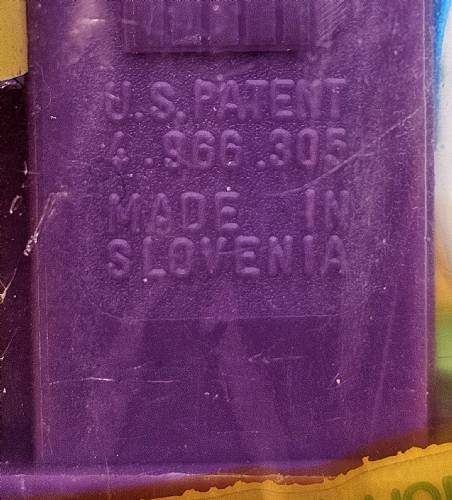 U.S. PATENT
4.966.305
MADE IN
SLOVENIA